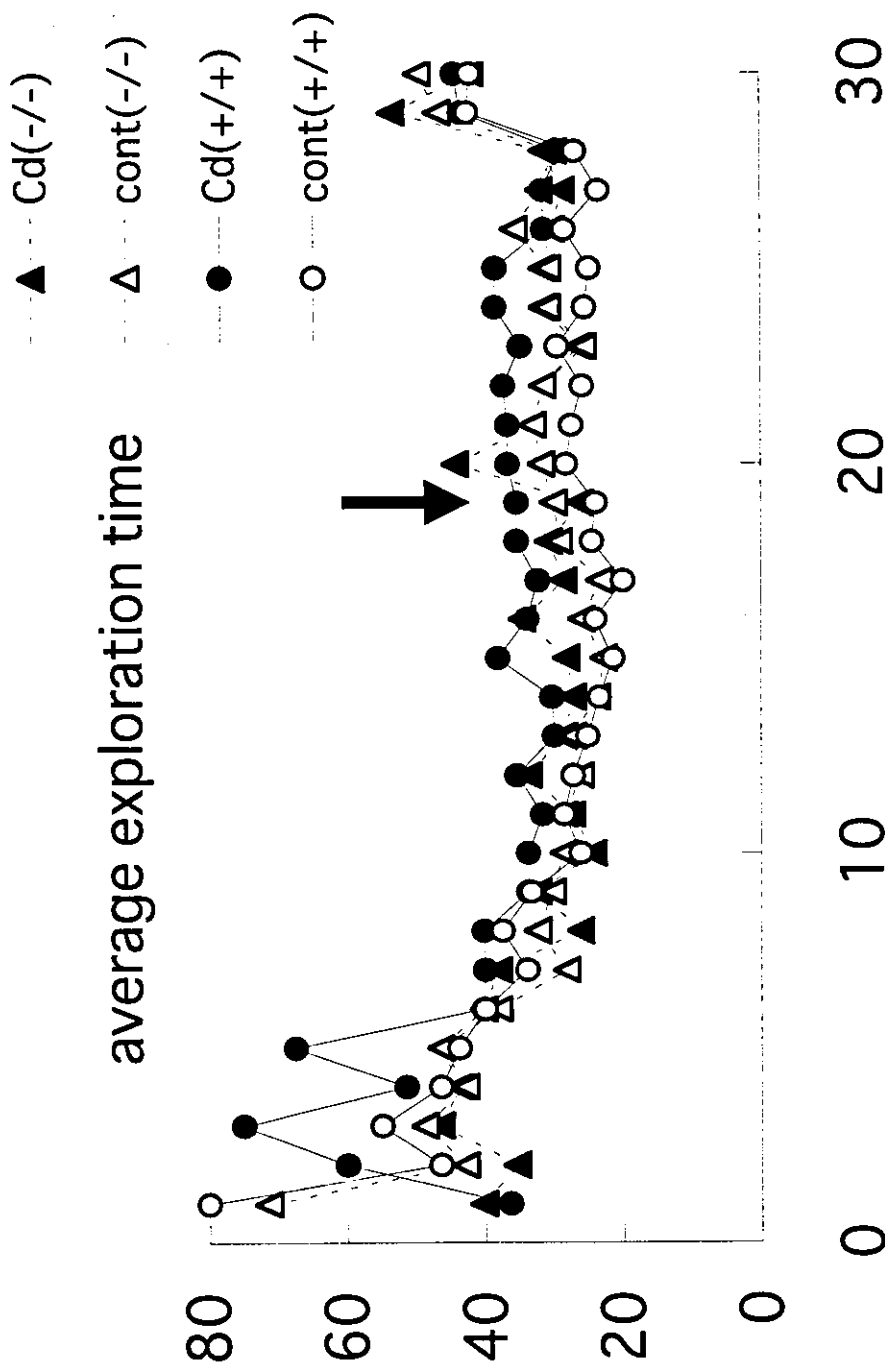 average exploration time
Cd(-/-)
cont(-/-)
Cd(+/+)
cont(+/+)
80
60
40
20
0
0
10
20
30